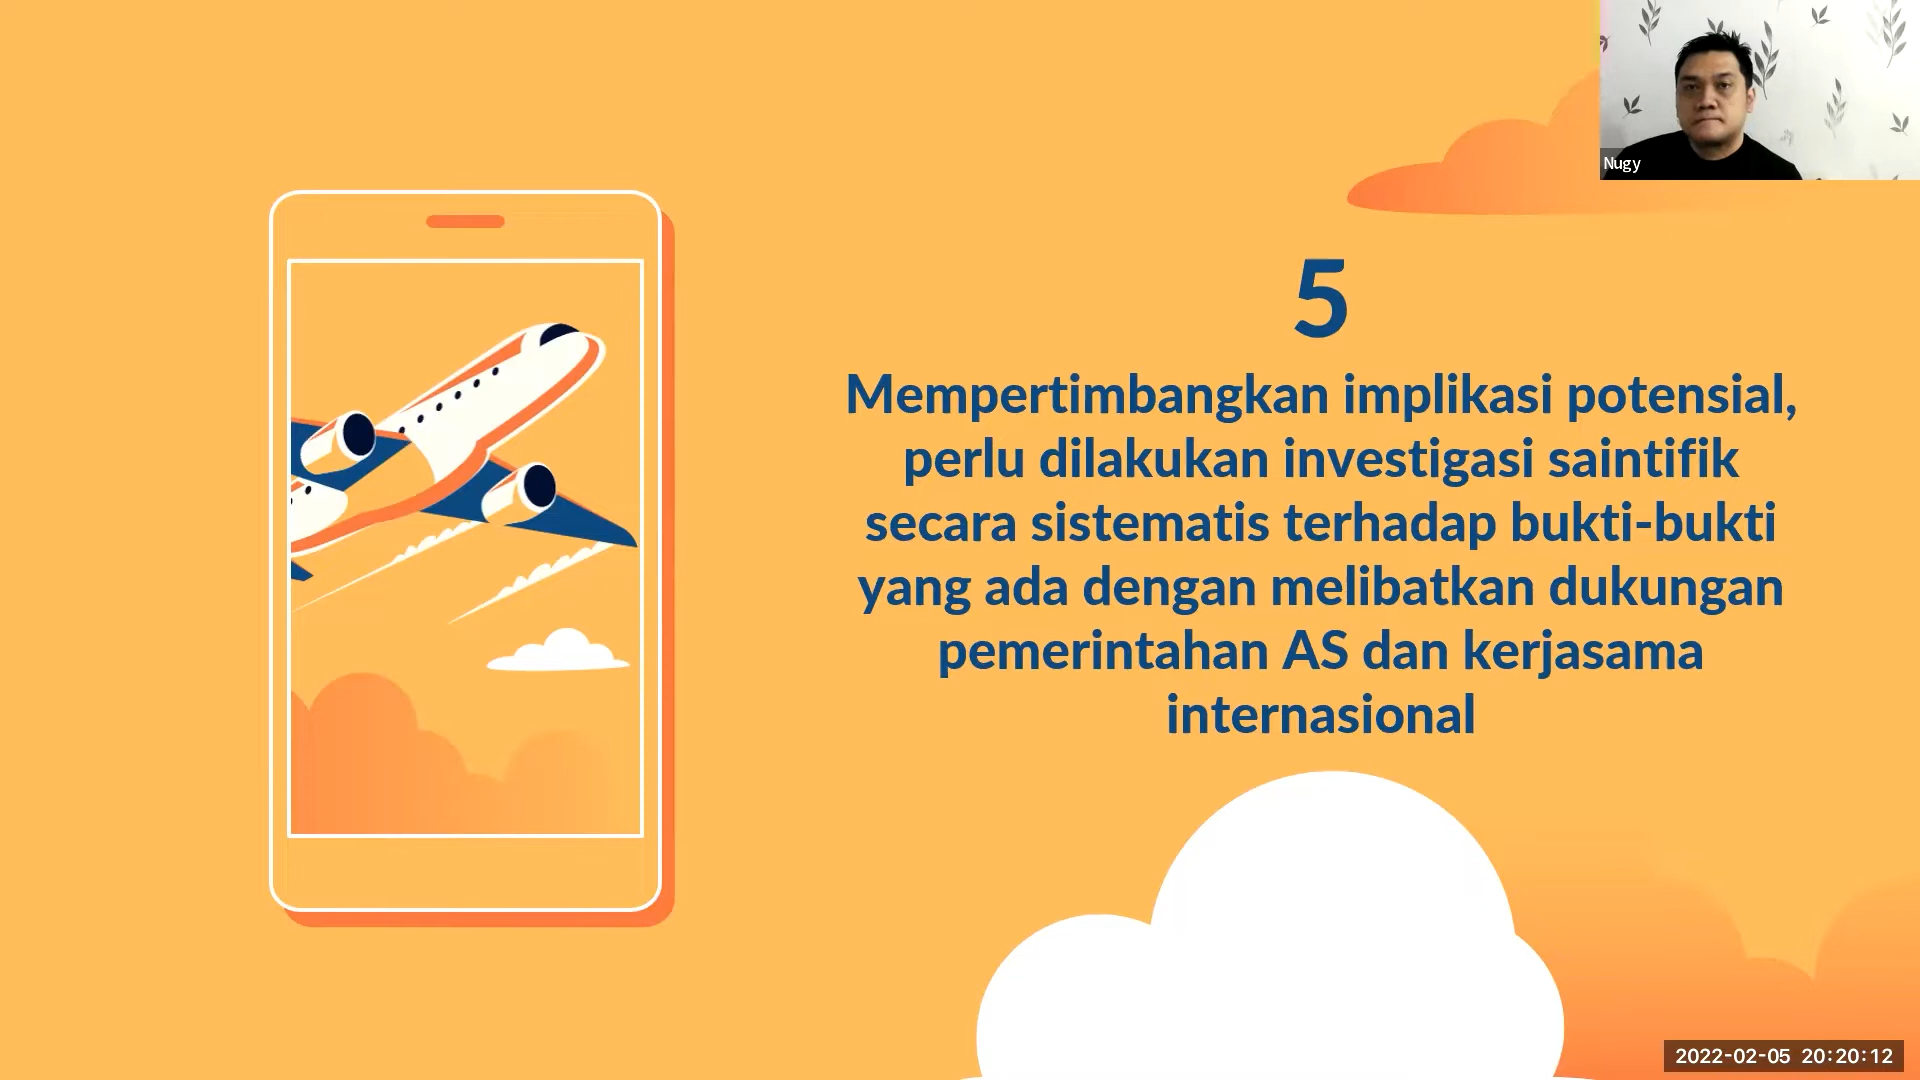 Nugy
5
Mempertimbangkan implikasi potensial,
perlu dilakukan investigasi saintifik
secara sistematis terhadap bukti-bukti
yang ada dengan melibatkan dukungan
pemerintahan AS dan kerjasama
internasional
2022-02-05 20:20:12